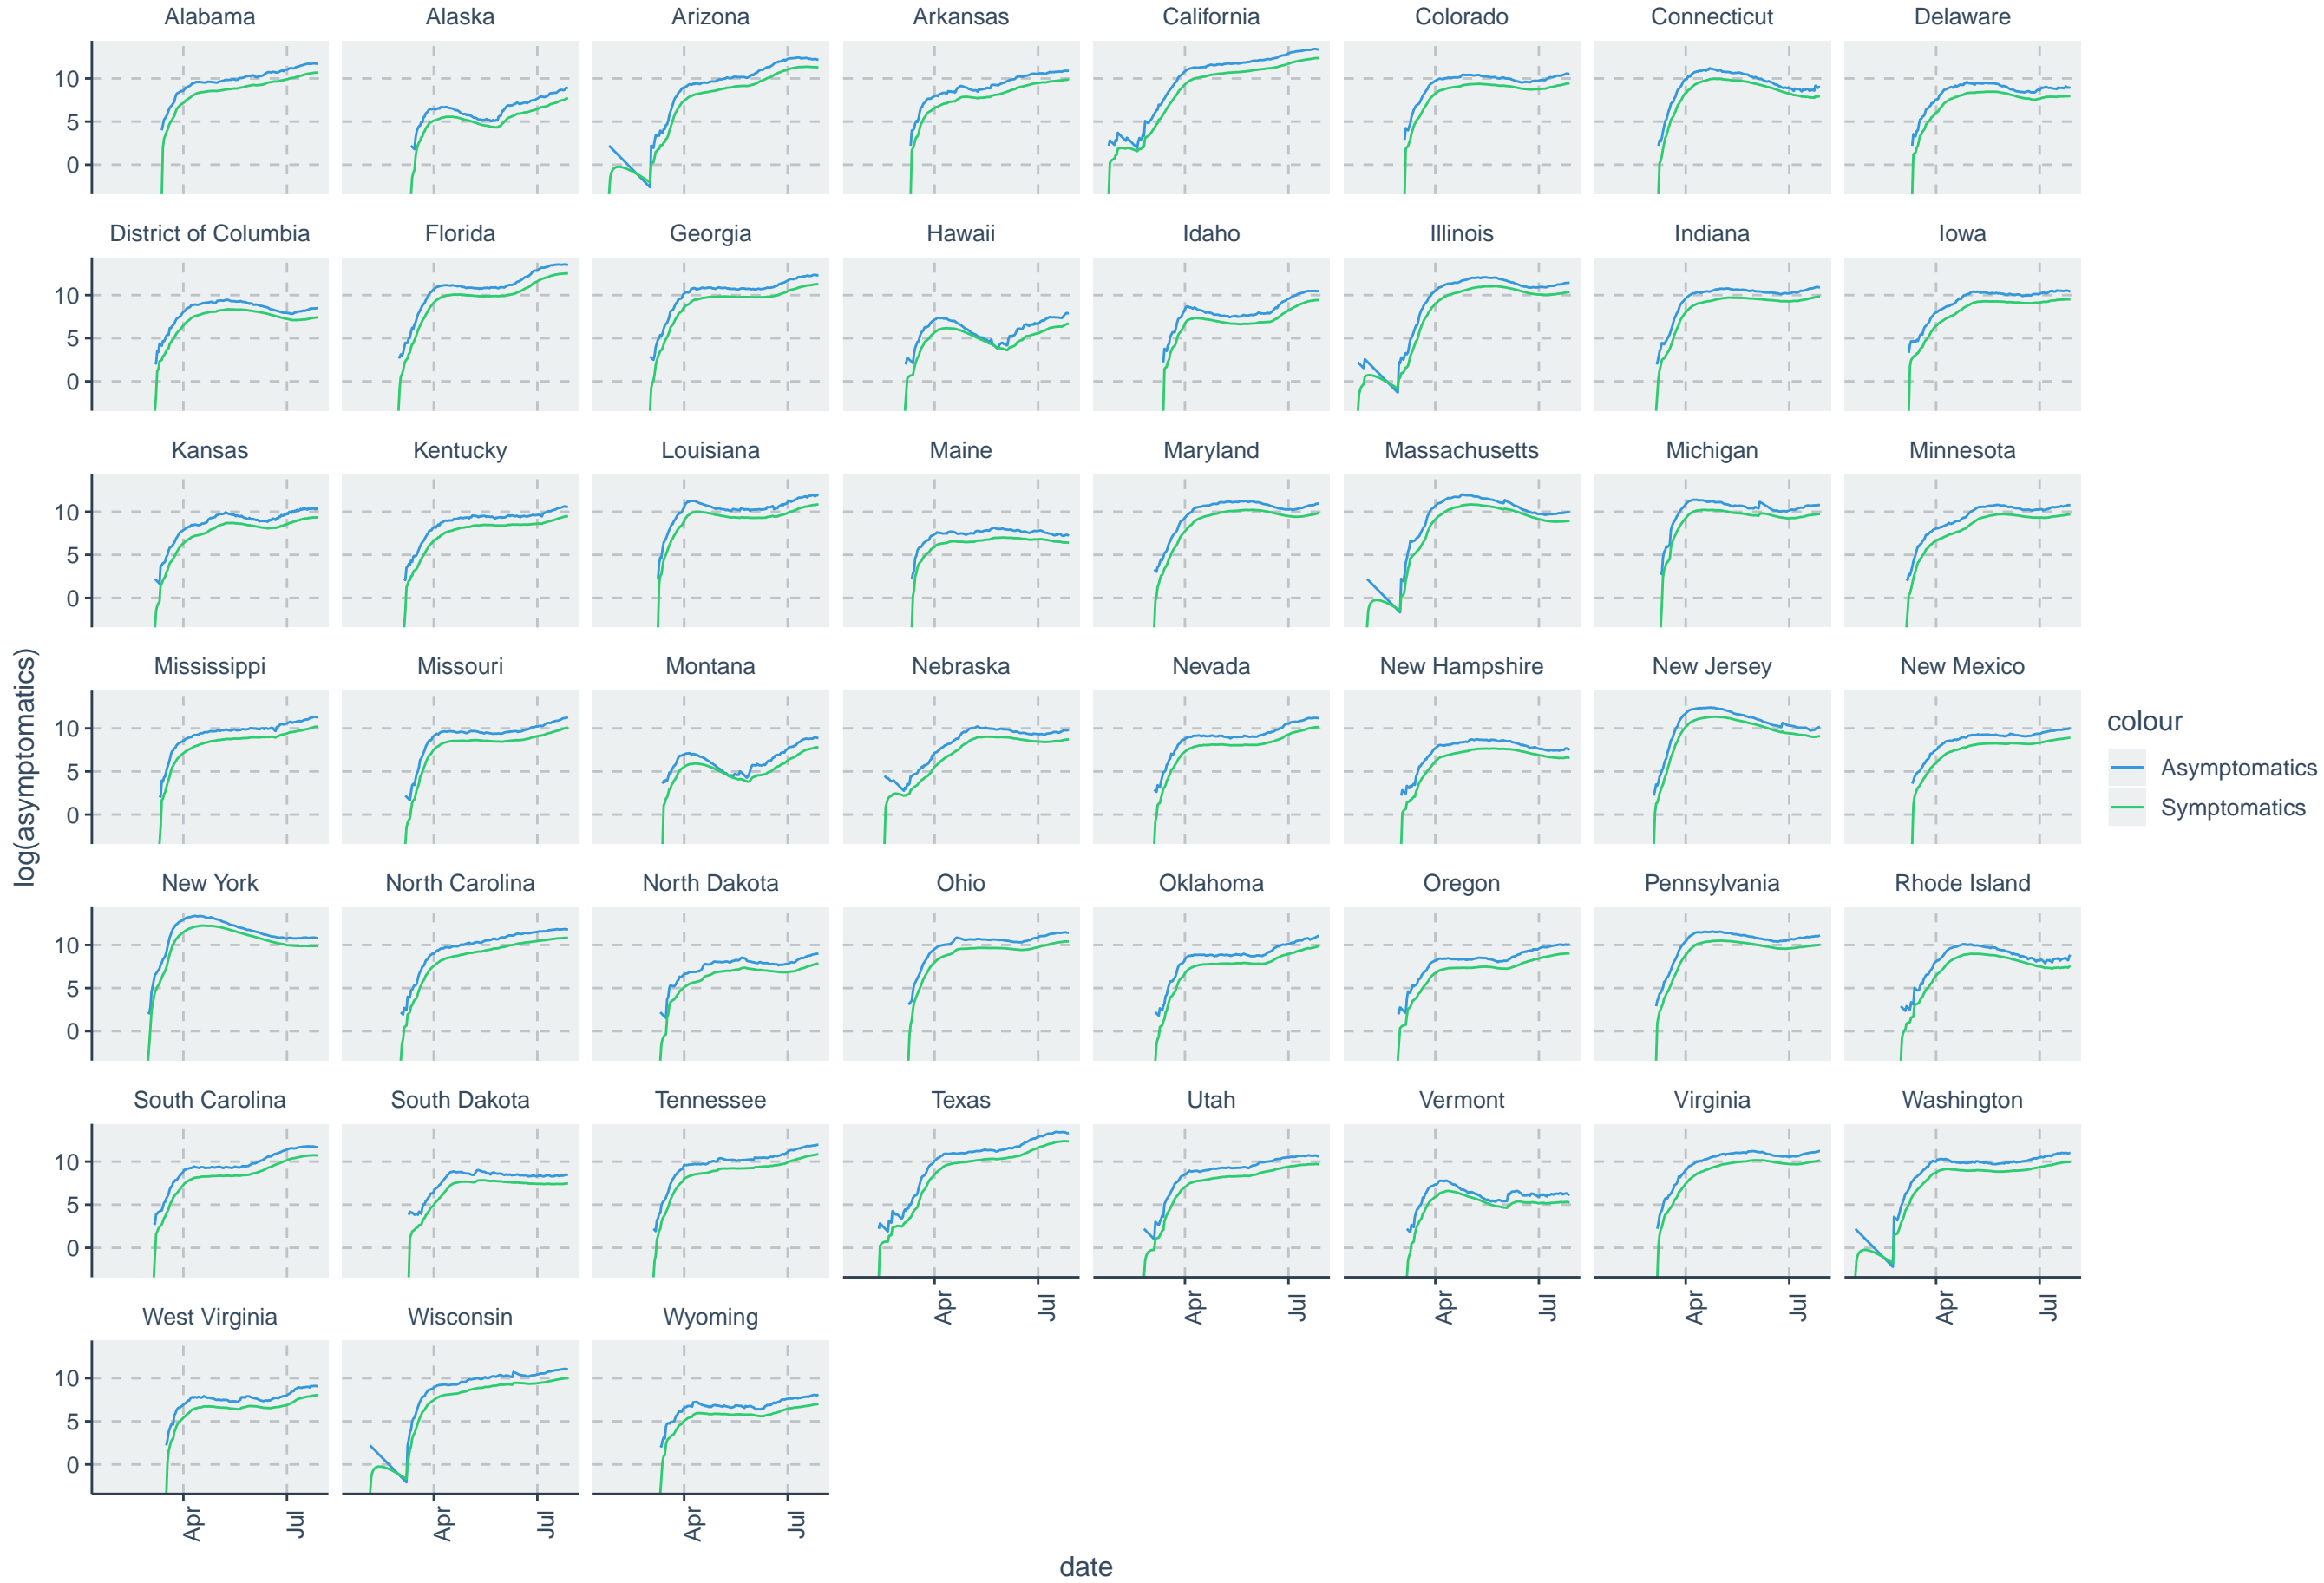 Alabama Alaska Arizona Arkansas California Colorado Connecticut Delaware
10
5
0
District of Columbia Florida Georgia Hawaii Idaho Illinois Indiana Iowa
10
5
0
Kansas Kentucky Louisiana Maine Maryland Massachusetts Michigan Minnesota
10
5
0
log(asymptomatics)
Mississippi Missouri Montana Nebraska Nevada New Hampshire New Jersey New Mexico
10
5
0
colour
Asymptomatics
Symptomatics
New York North Carolina North Dakota Ohio Oklahoma Oregon Pennsylvania Rhode Island
10
5
0
South Carolina South Dakota Tennessee Texas Utah Vermont Virginia Washington
10
5
0
Apr Jul Apr Jul Apr Jul Apr Jul Apr Jul
West Virginia Wisconsin Wyoming
10
5
0
Apr Jul Apr Jul Apr Jul
date